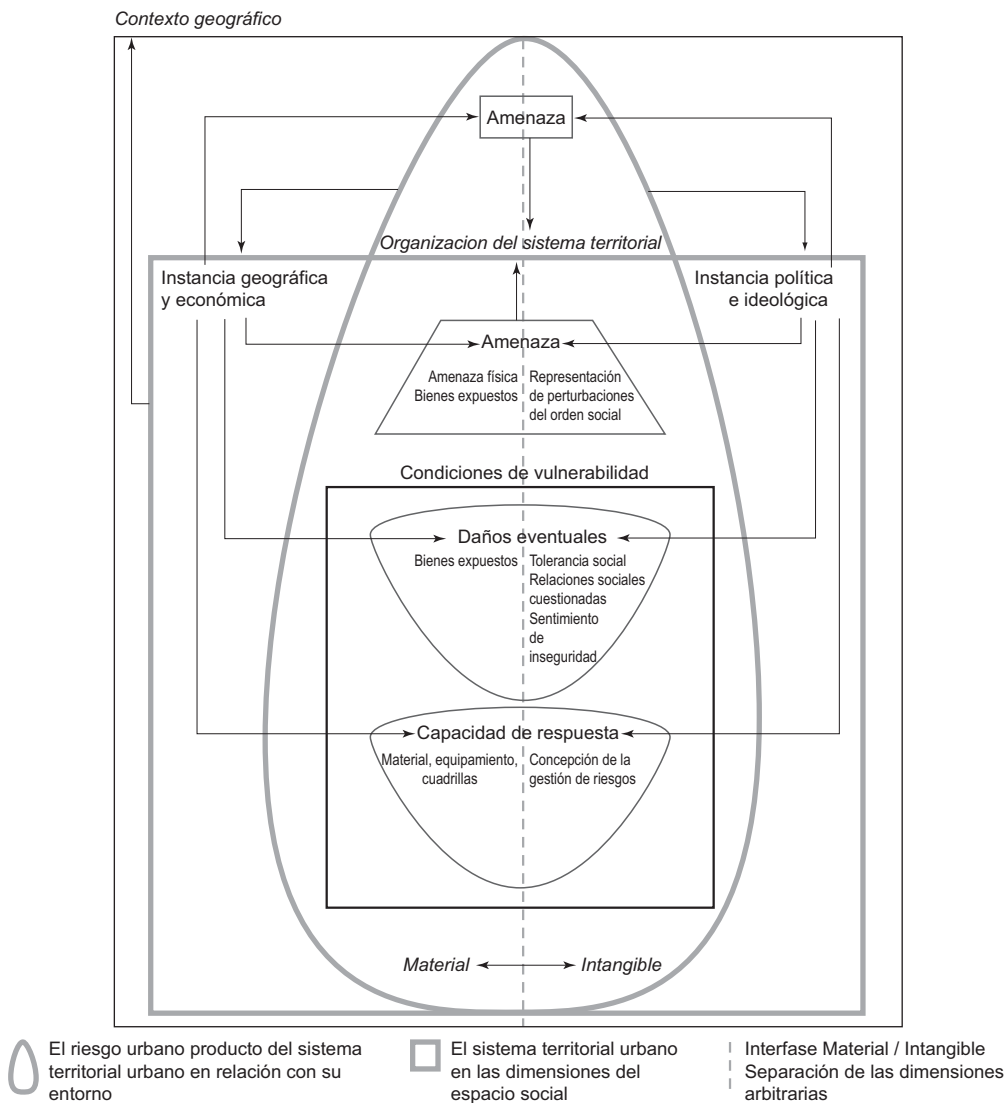 Contexto geográfico
Amenaza
Organizacion del sistema territorial
Instancia geográfica
y económica
Instancia política
e ideológica
Amenaza
Amenaza física
Bienes expuestos
Representación
de perturbaciones
del orden social
Condiciones de vulnerabilidad
Daños eventuales
Bienes expuestos
Tolerancia social
Relaciones sociales
cuestionadas
Sentimiento
de
inseguridad
Capacidad de respuesta
Material, equipamiento,
cuadrillas
Concepción de la
gestión de riesgos
Material
Intangible
El riesgo urbano producto del sistema
territorial urbano en relación con su
entorno
El sistema territorial urbano
en las dimensiones del
espacio social
Interfase Material / Intangible
Separación de las dimensiones
arbitrarias